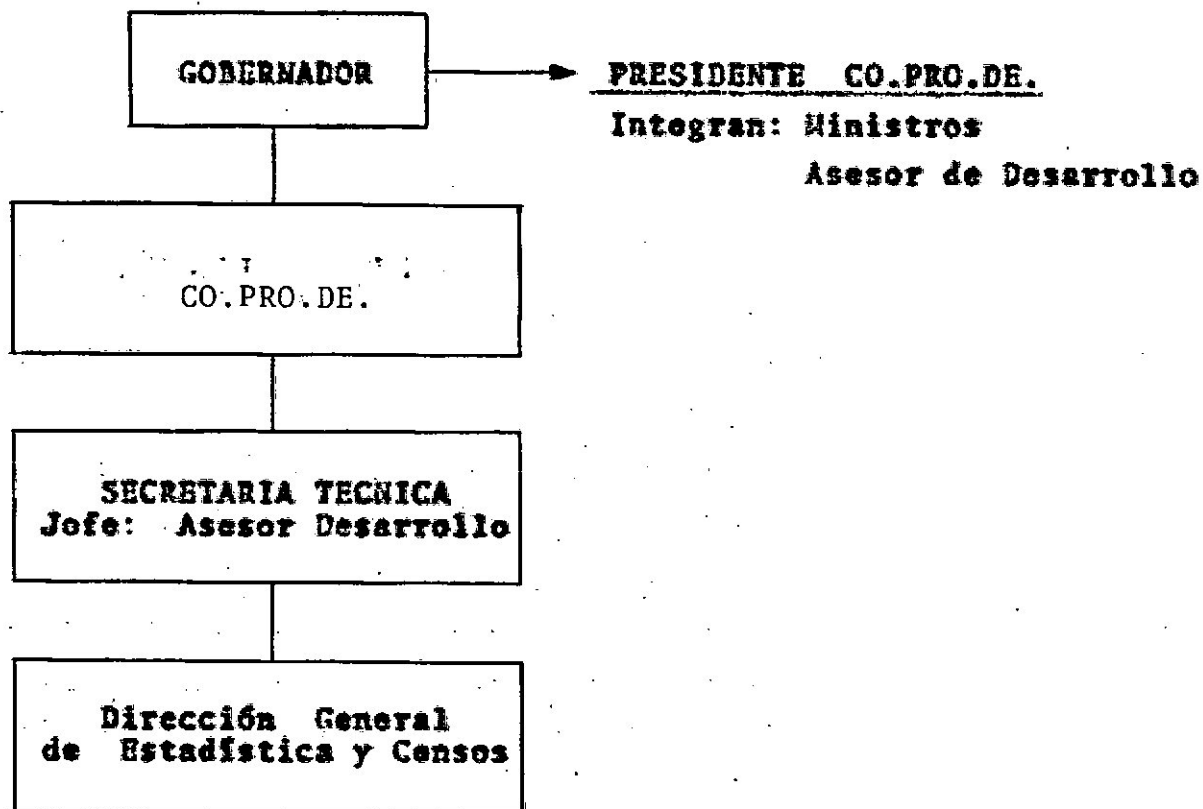 GOBERNADOR
PRESIDENTE CO.PRO.DE.
Integran: Ministros
Asesor de Desarrollo
CO.PRO.DE.
SECRETARIA TECNICA
Jefe: Asesor Desarrollo
Dirección General
de Estadística y Censos